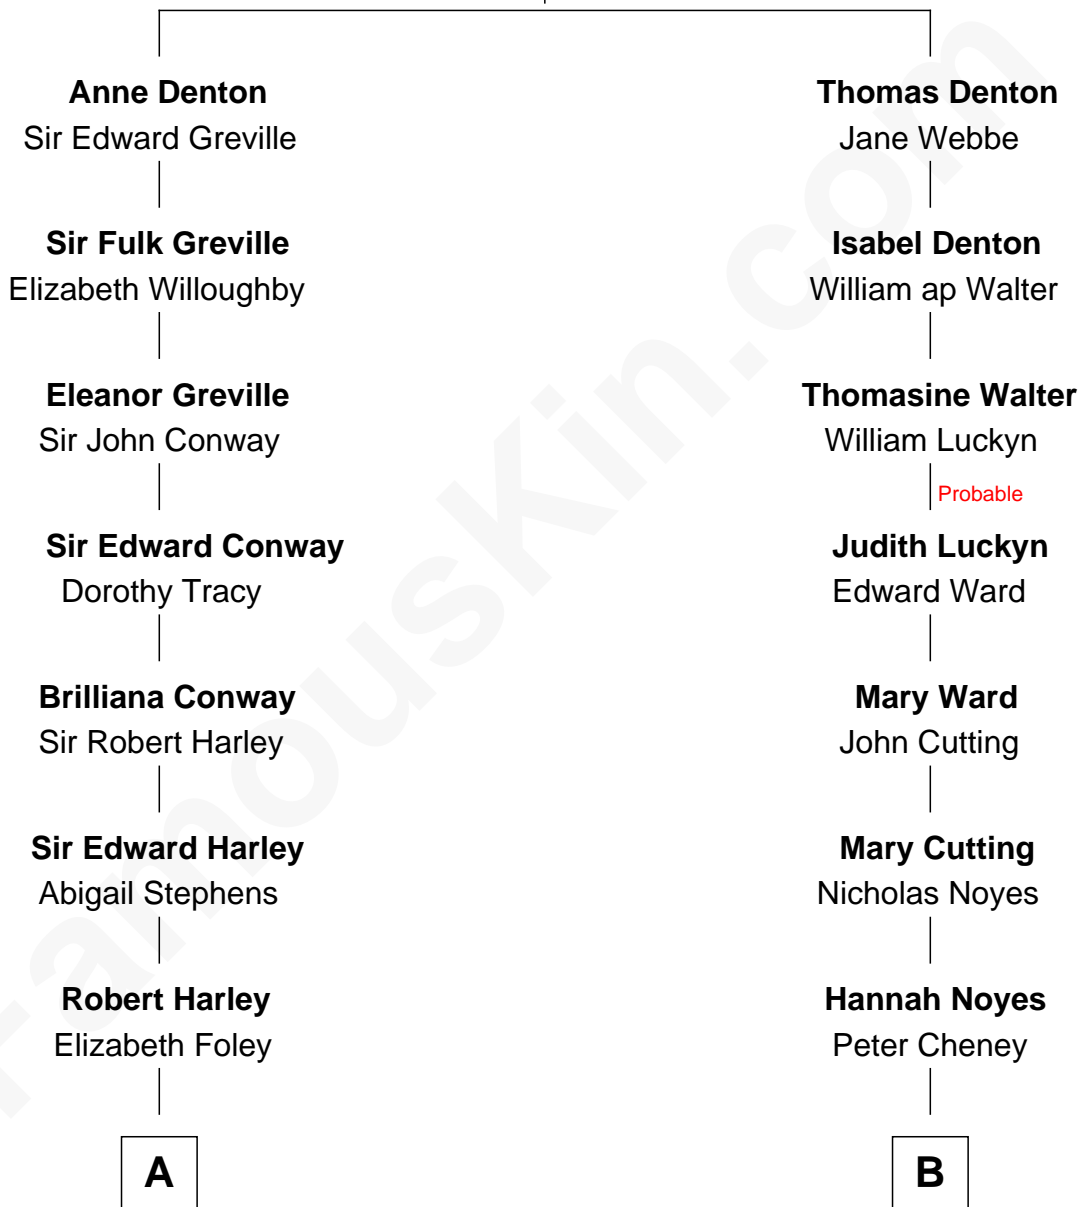 Anne Denton
Sir Edward Greville
Thomas Denton
Jane Webbe
Sir Fulk Greville
Elizabeth Willoughby
Isabel Denton
William ap Walter
Eleanor Greville
Sir John Conway
Thomasine Walter
William Luckyn
Probable
Sir Edward Conway
Dorothy Tracy
Judith Luckyn
Edward Ward
Brilliana Conway
Sir Robert Harley
Mary Ward
John Cutting
Sir Edward Harley
Abigail Stephens
Mary Cutting
Nicholas Noyes
Robert Harley
Elizabeth Foley
Hannah Noyes
Peter Cheney
A
B
FamousKin.com